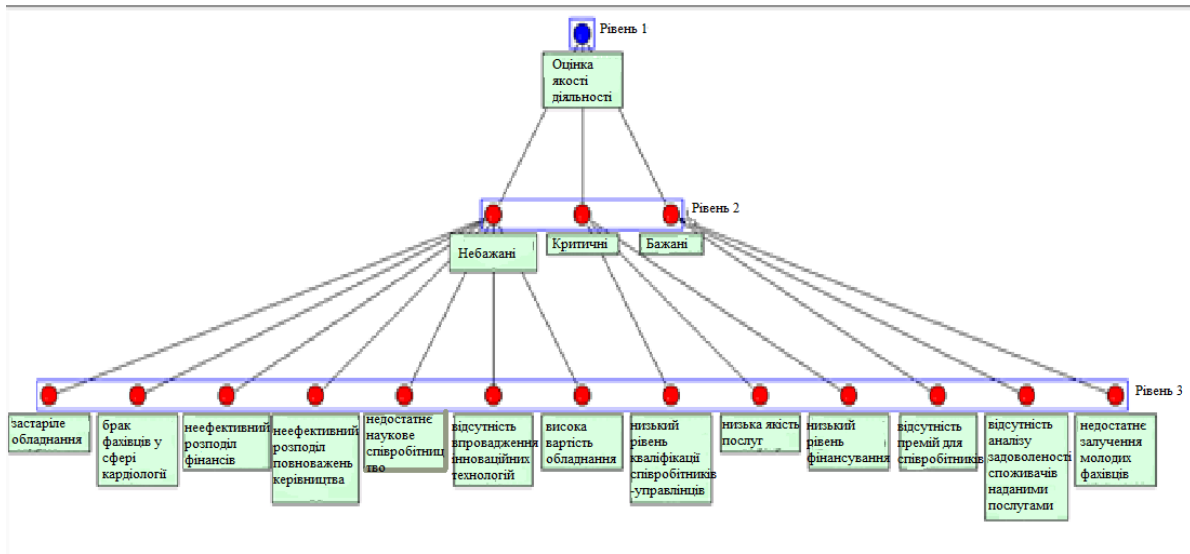 Рівень 1
Оцінка
якості
діяльності
Рівень 2
Небажані
Критичні
Бажані
Рівень 3
застаріле
обладнання
брак
фахівців у
сфері
кардіології
неефективний
розподіл
фінансів
неефективний
розподіл
повноважень
керівництва
недостатнє
наукове
співробітниц
тво
відсутність
впровадження
інноваційних
технологій
висока
вартість
обладнання
низький
рівень
кваліфікації
співробітників
-управлінців
низька якість
послуг
низький
рівень
фінансування
відсутність
премій для
співробітників
відсутність
аналізу
задоволеності
споживачів
наданими
послугами
недостатнє
залучення
молодих
фахівців